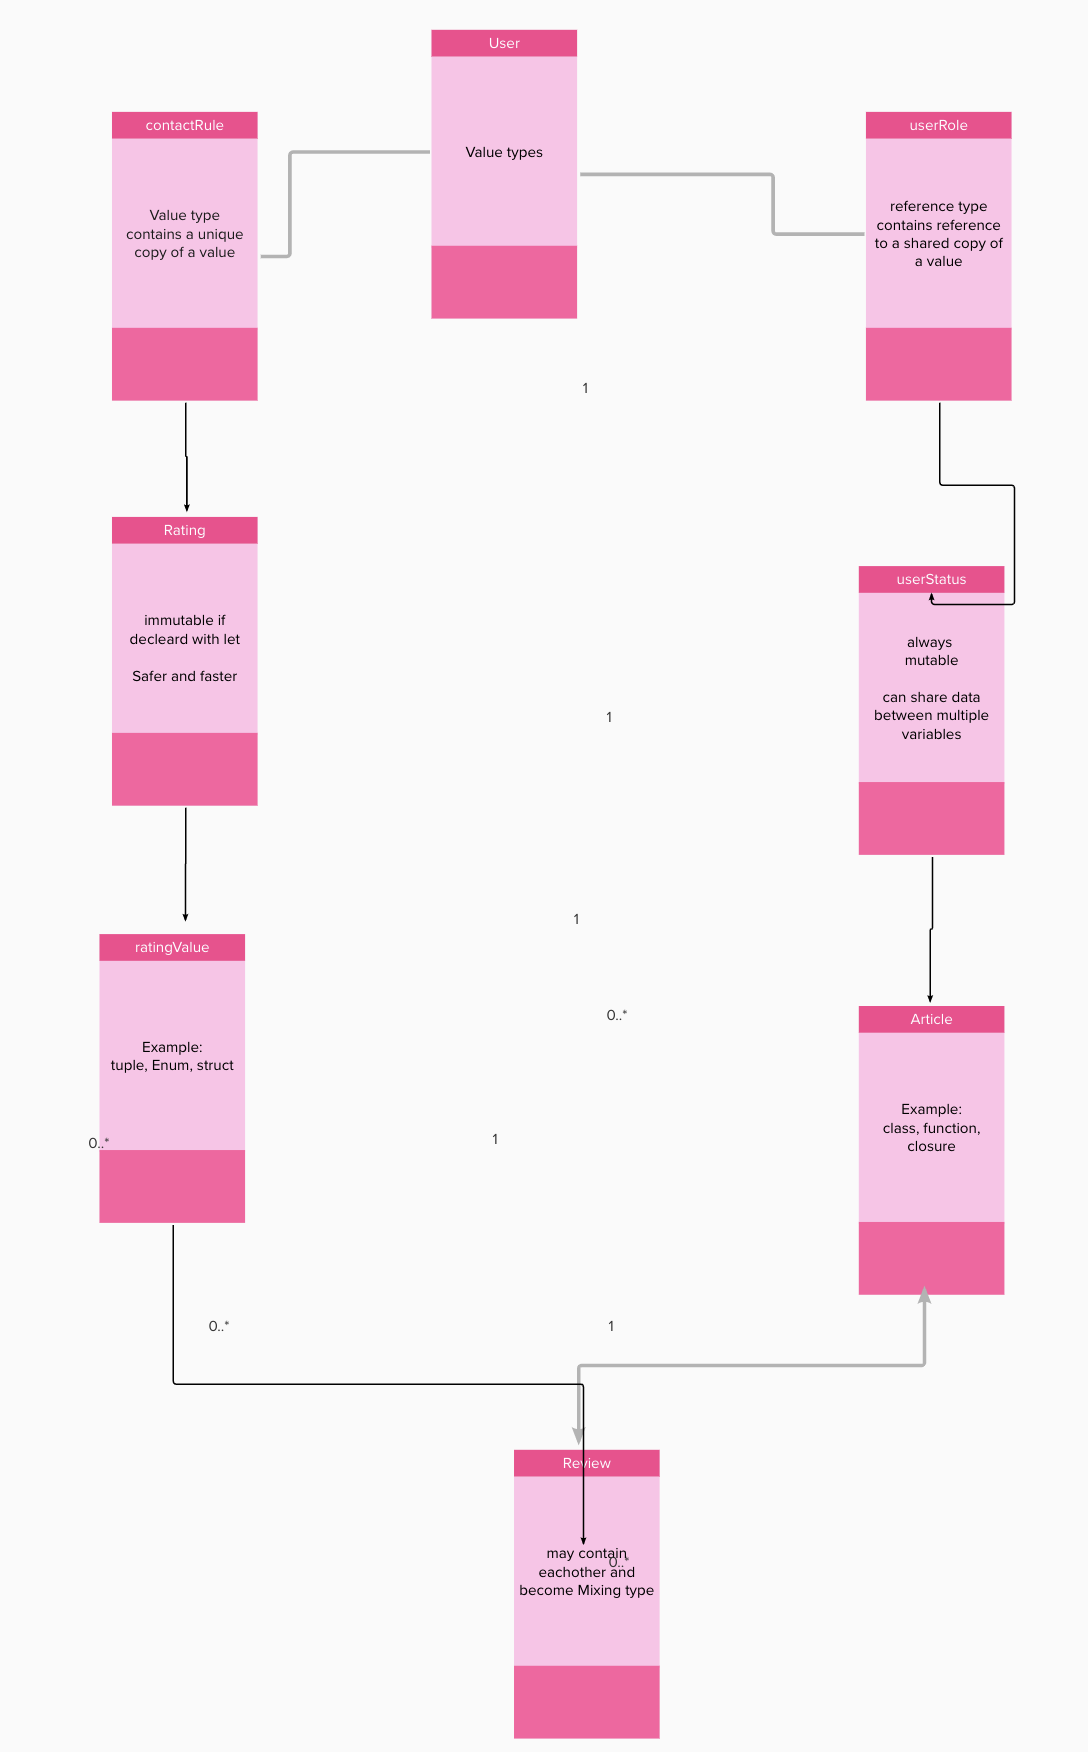 User
Value types
contactRule
Value type
contains a unique
copy of a value
userRole
reference type
contains reference
to a shared copy of
a value
1
Rating
immutable if
decleard with let
Safer and faster
userStatus
always
mutable
can share data
between multiple
variables
1
1
ratingValue
Example:
tuple, Enum, struct
0..*
0..*
Article
Example:
class, function,
closure
1
0..*
1
Review
may contain
0..*
eachother and
become Mixing type